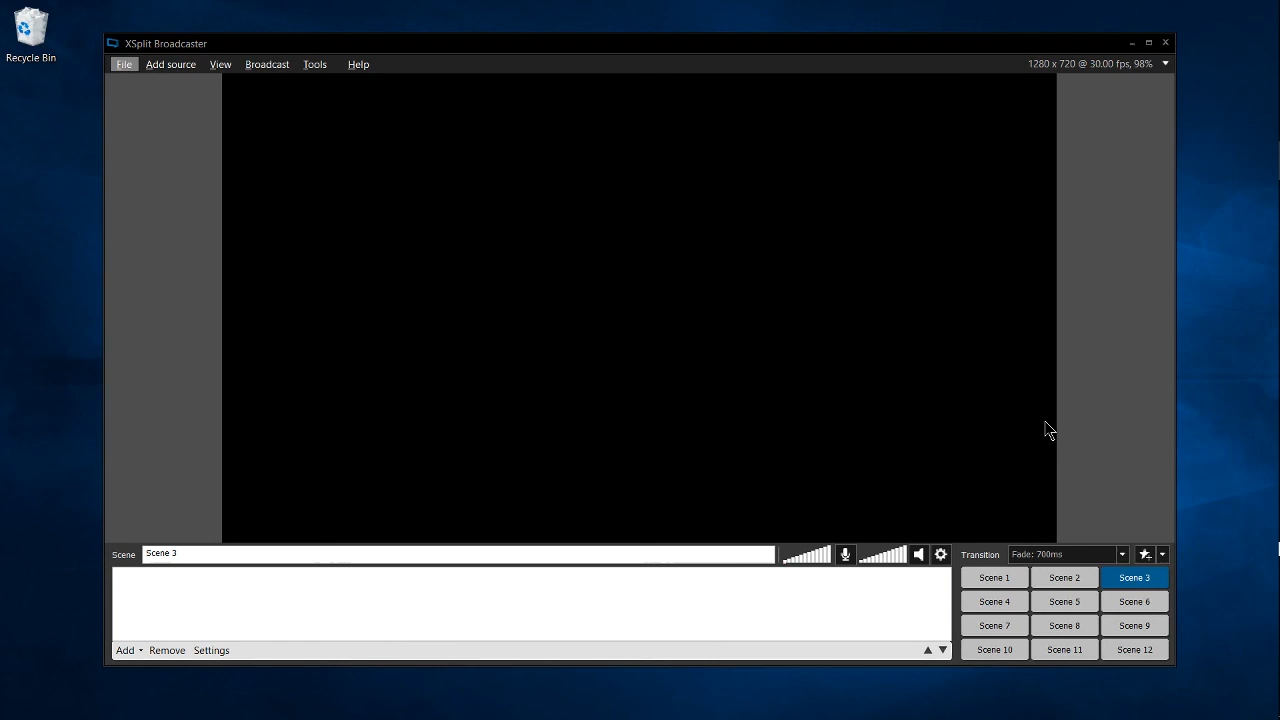 Recycle Bin
XSplit Broadcaster
File Add source View Broadcast Tools Help 1280 x 720 @ 30.00 fps, 98%
Scene Scene 3 Transition Fade: 700ms
Scene 1 Scene 2 Scene 3
Scene 4 Scene 5 Scene 6
Scene 7 Scene 8 Scene 9
Add Remove Settings Scene 10 Scene 11 Scene 12